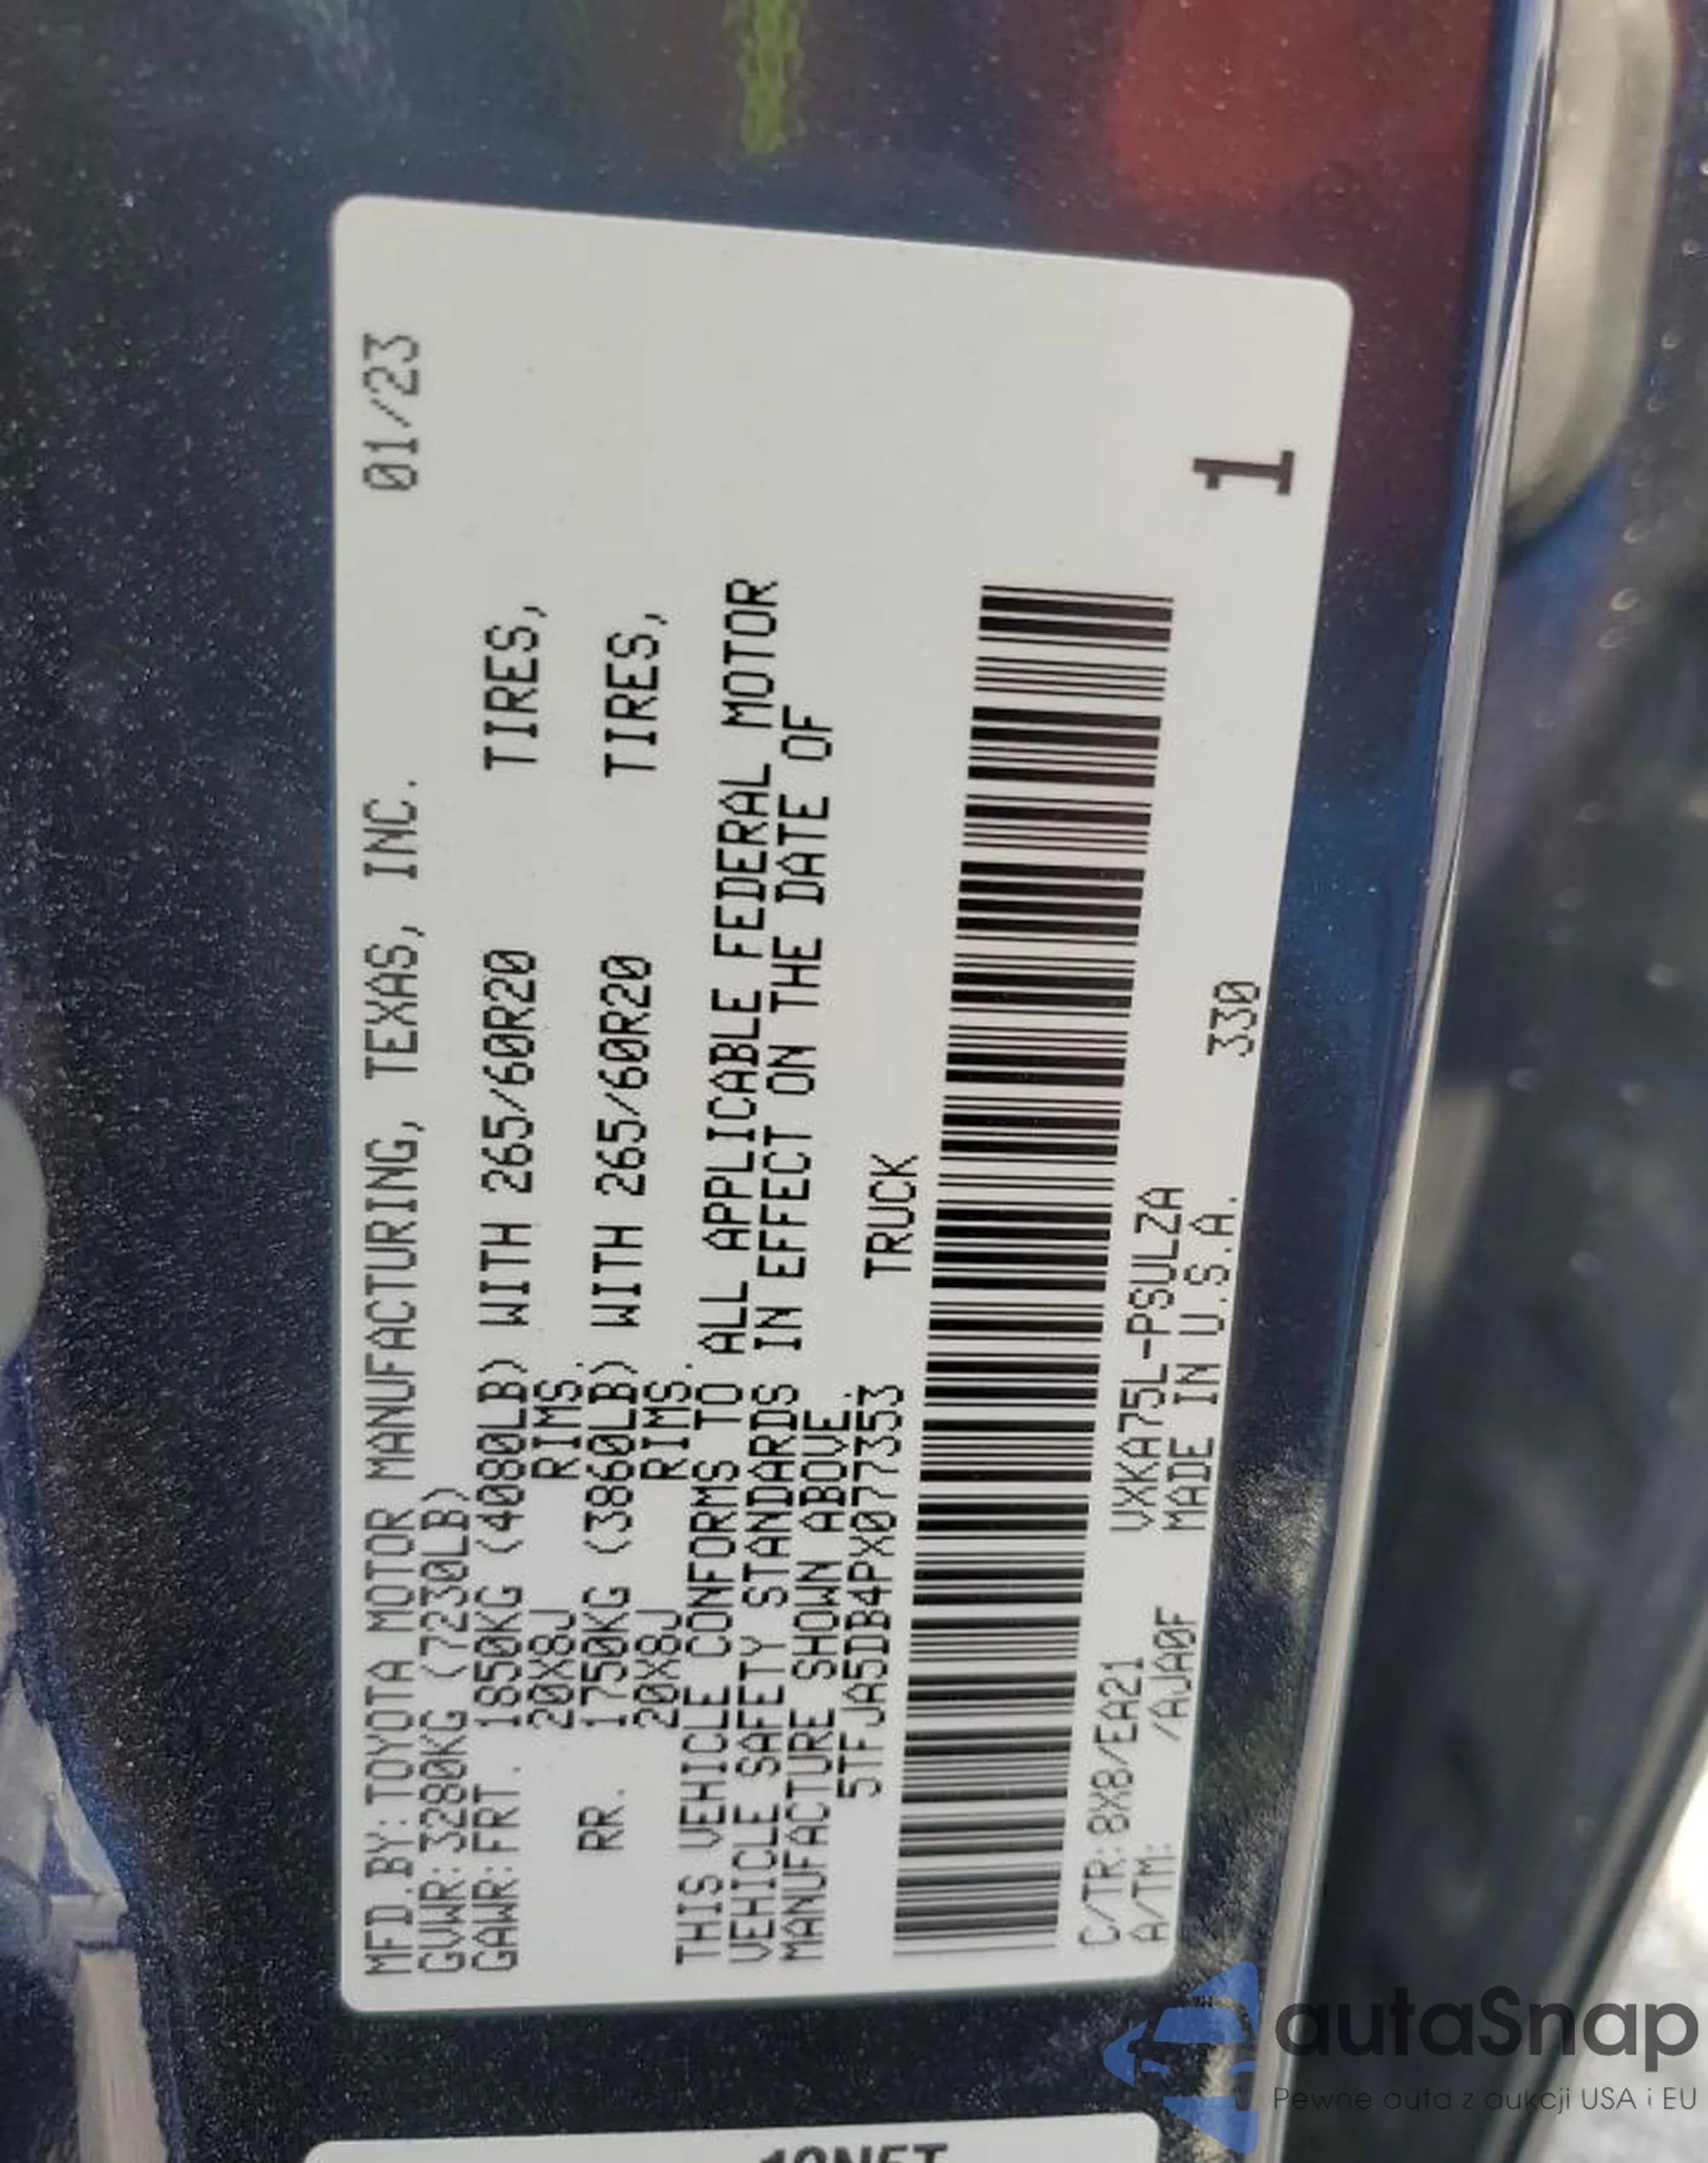 MFD.BY:TOYOTA MOTOR MANUFACTURING, TEXAS, INC. 01/23
GVWR:3280KG (7230LB)
GAWR:FRT. 1850KG (4080LB) WITH 265/60R20 TIRES,
20X8J RIMS.
RR. 1750KG (3860LB) WITH 265/60R20 TIRES,
20X8J RIMS.
THIS VEHICLE CONFORMS TO ALL APPLICABLE FEDERAL MOTOR
VEHICLE SAFETY STANDARDS IN EFFECT ON THE DATE OF
MANUFACTURE SHOWN ABOVE.
5TFJA5DB4PX077353 TRUCK
C/TR:8X8/EA21 VXKA75L-PSULZA 330 1
A/TM: /AJA0F MADE IN U.S.A.
autaSnap
Pewne auta z aukcji USA i EU